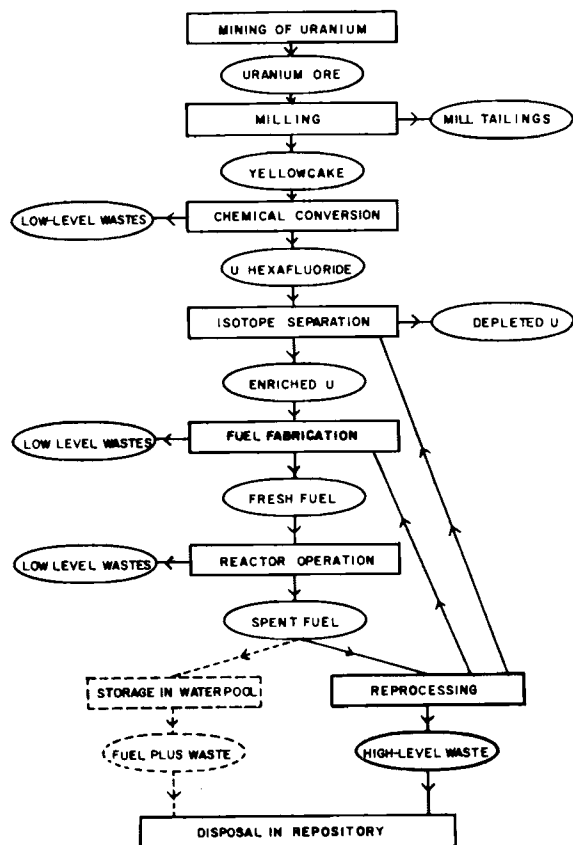 MINING OF URANIUM
URANIUM ORE
MILLING
MILL TAILINGS
YELLOWCAKE
LOW-LEVEL WASTES
CHEMICAL CONVERSION
U HEXAFLUORIDE
ISOTOPE SEPARATION
DEPLETED U
ENRICHED U
LOW LEVEL WASTES
FUEL FABRICATION
FRESH FUEL
LOW LEVEL WASTES
REACTOR OPERATION
SPENT FUEL
STORAGE IN WATER POOL
REPROCESSING
FUEL PLUS WASTE
HIGH-LEVEL WASTE
DISPOSAL IN REPOSITORY